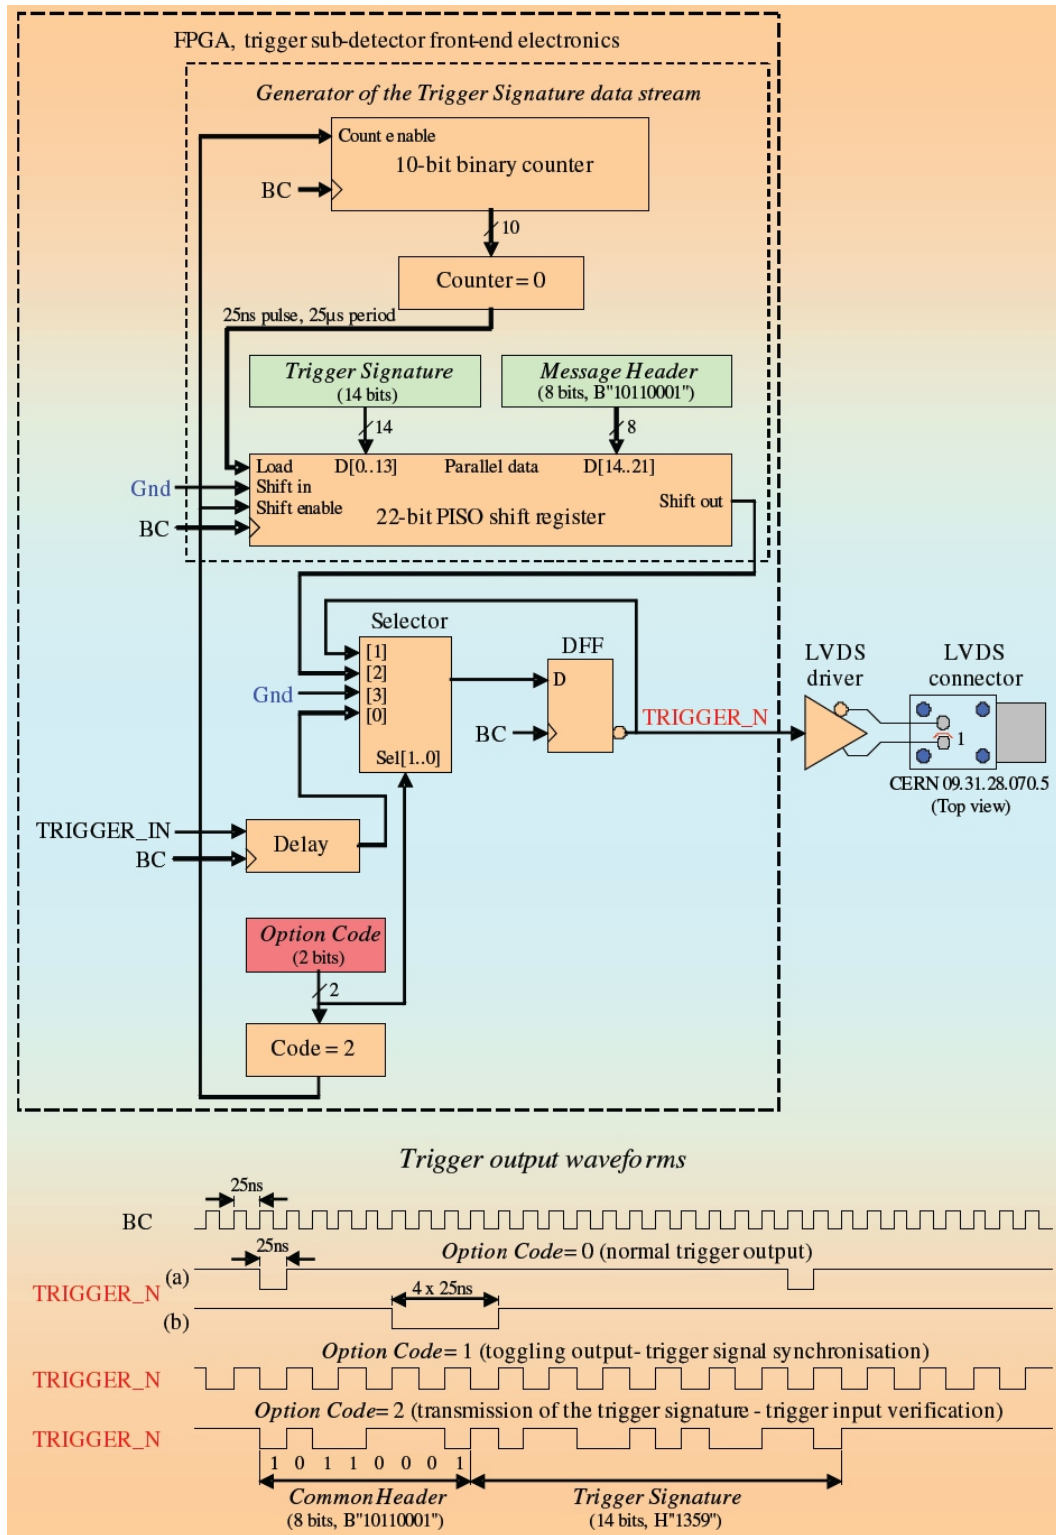 FPGA, trigger sub-detector front-end electronics
Generator of the Trigger Signature data stream
Count enable
10-bit binary counter
BC
10
Counter = 0
25ns pulse, 25µs period
Trigger Signature
(14 bits)
Message Header
(8 bits, B"10110001")
14
8
Load
D[0..13]
Parallel data
D[14..21]
Gnd
Shift in
Shift enable
Shift out
BC
22-bit PISO shift register
Selector
[1]
[2]
[3]
[0]
Gnd
Sel[1..0]
DFF
D
BC
TRIGGER_N
LVDS
driver
LVDS
connector
1
CERN 09.31.28.070.5
(Top view)
TRIGGER_IN
BC
Delay
Option Code
(2 bits)
2
Code = 2
Trigger output waveforms
25ns
BC
25ns
Option Code = 0 (normal trigger output)
(a)
TRIGGER_N
4 x 25ns
(b)
Option Code = 1 (toggling output- trigger signal synchronisation)
TRIGGER_N
Option Code = 2 (transmission of the trigger signature - trigger input verification)
TRIGGER_N
1 0 1 1 0 0 0 1
Common Header
(8 bits, B"10110001")
Trigger Signature
(14 bits, H"1359")